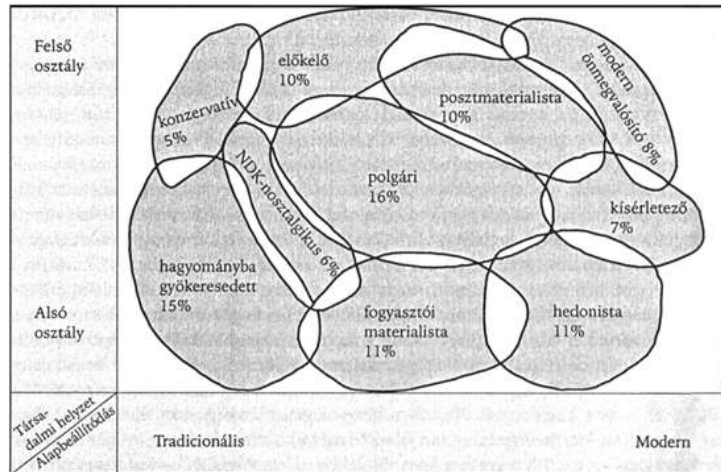 Felső
osztály
előkelő
10%
modern
önmegvalósító 8%
konzervatív
5%
posztmaterialista
10%
NDK-nosztalgikus 6%
polgári
16%
kísérletező
7%
hagyományba
gyökeresedett
15%
Alsó
osztály
fogyasztói
materialista
11%
hedonista
11%
Társa-
dalmi helyzet
Alapbeállítódás
Tradicionális
Modern